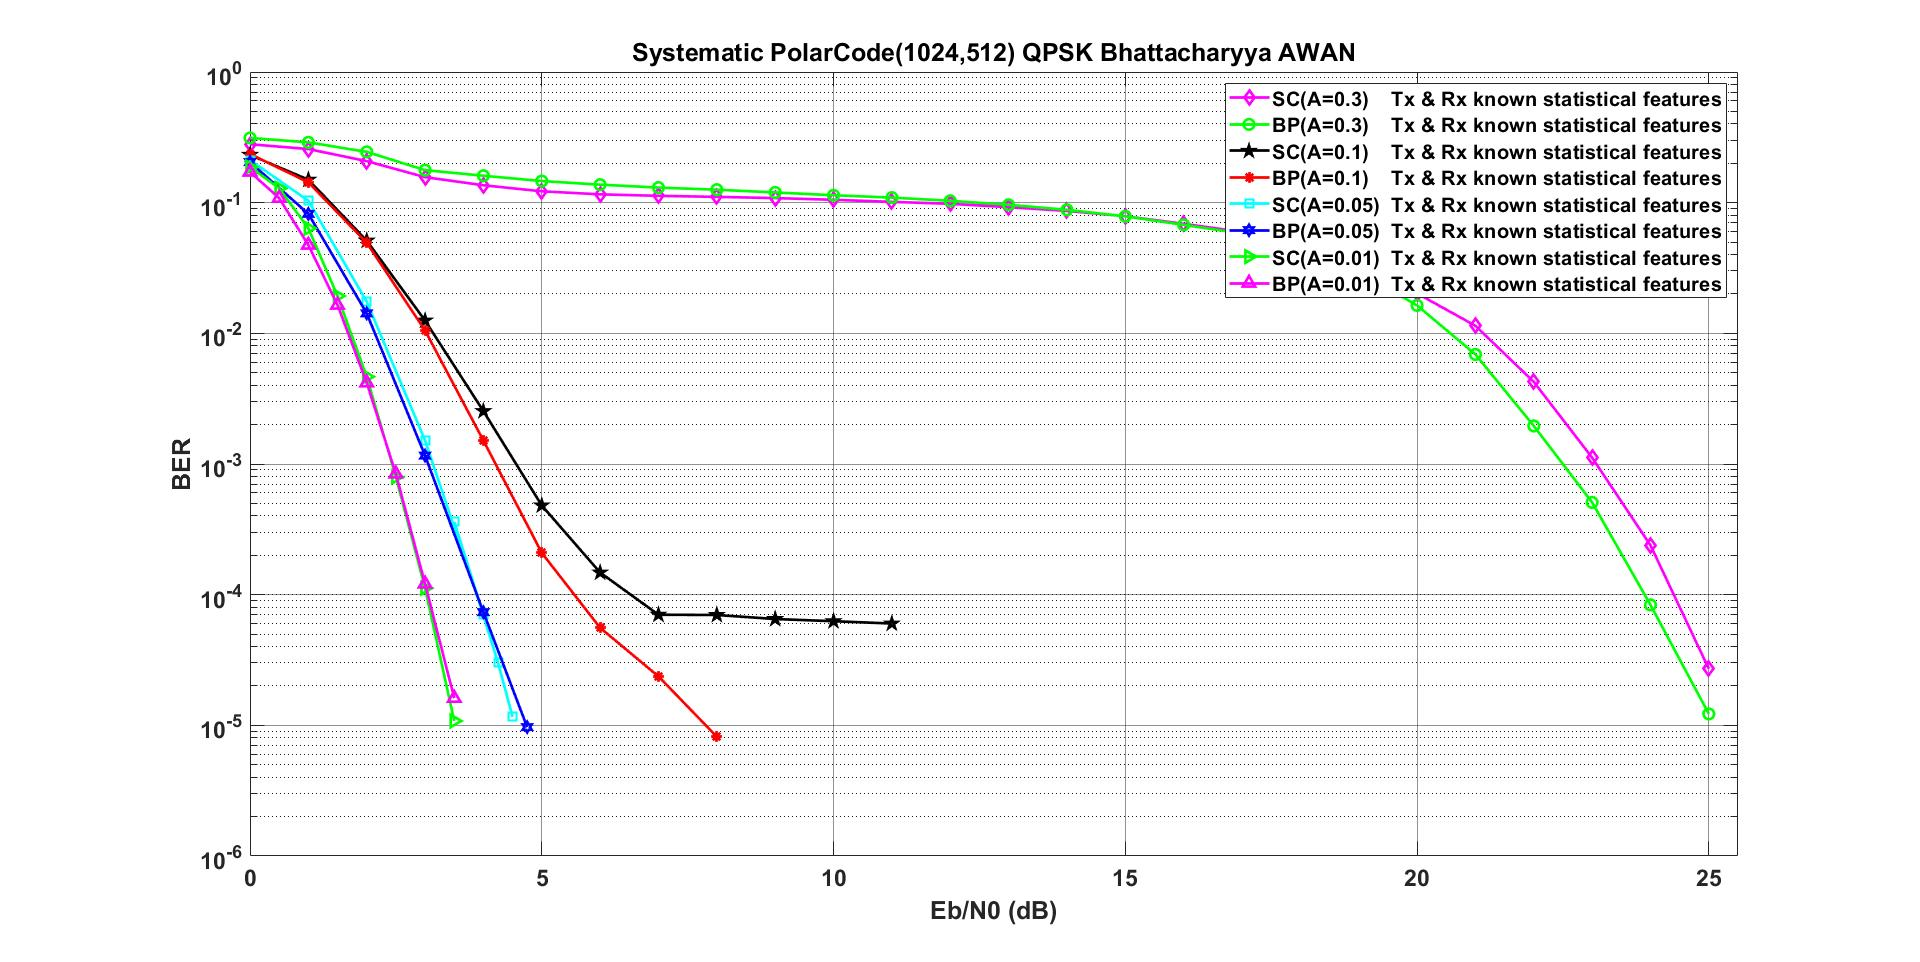 Systematic PolarCode(1024,512) QPSK Bhattacharyya AWAN
SC(A=0.3) Tx & Rx known statistical features
BP(A=0.3) Tx & Rx known statistical features
SC(A=0.1) Tx & Rx known statistical features
BP(A=0.1) Tx & Rx known statistical features
SC(A=0.05) Tx & Rx known statistical features
BP(A=0.05) Tx & Rx known statistical features
SC(A=0.01) Tx & Rx known statistical features
BP(A=0.01) Tx & Rx known statistical features
10^0
10^-1
10^-2
10^-3
10^-4
10^-5
10^-6
BER
0 5 10 15 20 25
Eb/N0 (dB)